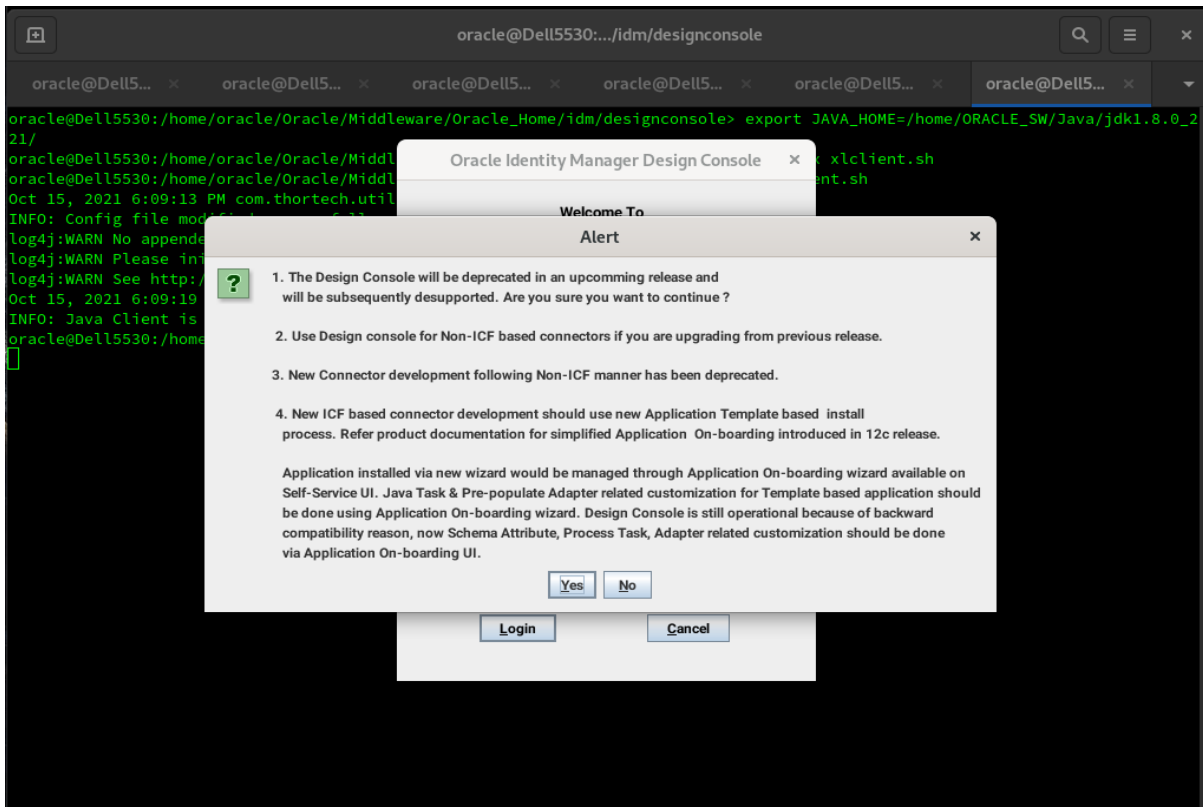 oracle@Dell5530:.../idm/designconsole
oracle@Dell5... × oracle@Dell5... × oracle@Dell5... × oracle@Dell5... × oracle@Dell5... × oracle@Dell5... ×
oracle@Dell5530:/home/oracle/Oracle/Middleware/Oracle_Home/idm/designconsole> export JAVA_HOME=/home/ORACLE_SW/Java/jdk1.8.0_2
21/
oracle@Dell5530:/home/oracle/Oracle/Middl
xlclient.sh
oracle@Dell5530:/home/oracle/Oracle/Middl
Oct 15, 2021 6:09:13 PM com.thortech.util
INFO: Config file
log4j:WARN No appende
log4j:WARN Please ini
log4j:WARN See http:/
Oct 15, 2021 6:09:19
INFO: Java Client is
oracle@Dell5530:/home
Oracle Identity Manager Design Console ×
Welcome To
Alert ×
?
1. The Design Console will be deprecated in an upcomming release and
will be subsequently desupported. Are you sure you want to continue ?
2. Use Design console for Non-ICF based connectors if you are upgrading from previous release.
3. New Connector development following Non-ICF manner has been deprecated.
4. New ICF based connector development should use new Application Template based install
process. Refer product documentation for simplified Application On-boarding introduced in 12c release.
Application installed via new wizard would be managed through Application On-boarding wizard available on
Self-Service UI. Java Task & Pre-populate Adapter related customization for Template based application should
be done using Application On-boarding wizard. Design Console is still operational because of backward
compatibility reason, now Schema Attribute, Process Task, Adapter related customization should be done
via Application On-boarding UI.
Yes No
Login Cancel